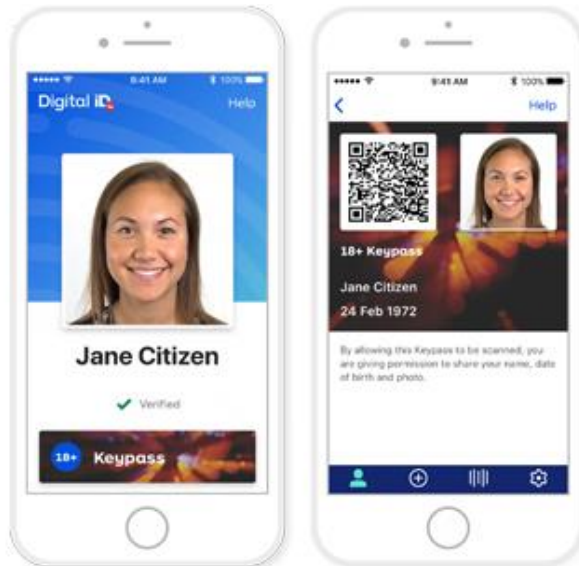 9:41 AM
100%
Digital iD
Help
Jane Citizen
Verified
18+ Keypass
9:41 AM
100%
Help
18+ Keypass
Jane Citizen
24 Feb 1972
By allowing this Keypass to be scanned, you
are giving permission to share your name, date
of birth and photo.